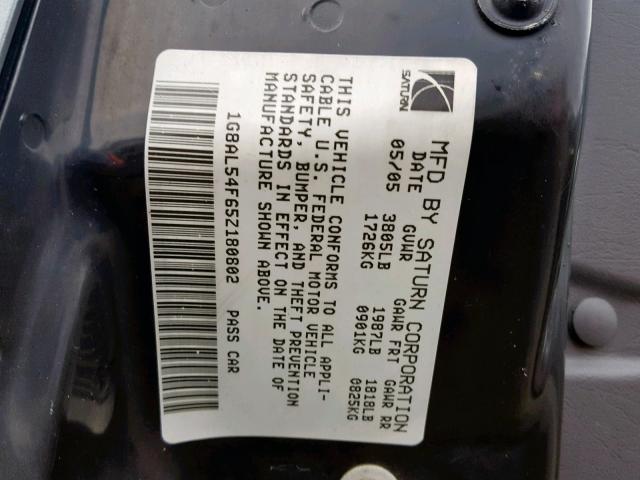 SATURN
MFD BY SATURN CORPORATION
DATE GVWR GAWR FRT GAWR RR
05/05 3805LB 1987LB 1818LB
1726KG 0901KG 0825KG
THIS VEHICLE CONFORMS TO ALL APPLI-
CABLE U.S. FEDERAL MOTOR VEHICLE
SAFETY, BUMPER, AND THEFT PREVENTION
STANDARDS IN EFFECT ON THE DATE OF
MANUFACTURE SHOWN ABOVE.
1G8AL54F65Z180802 PASS CAR